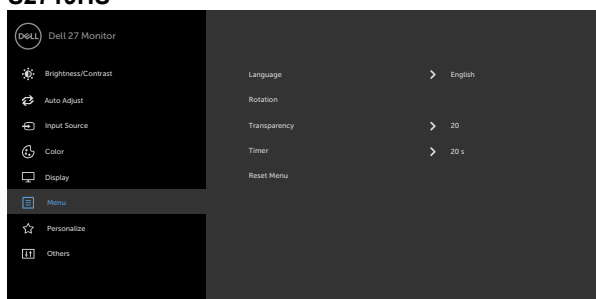 DELL Dell 27 Monitor
Brightness/Contrast
Auto Adjust
Input Source
Color
Display
Menu
Personalize
Others
Language English
Rotation
Transparency 20
Timer 20 s
Reset Menu